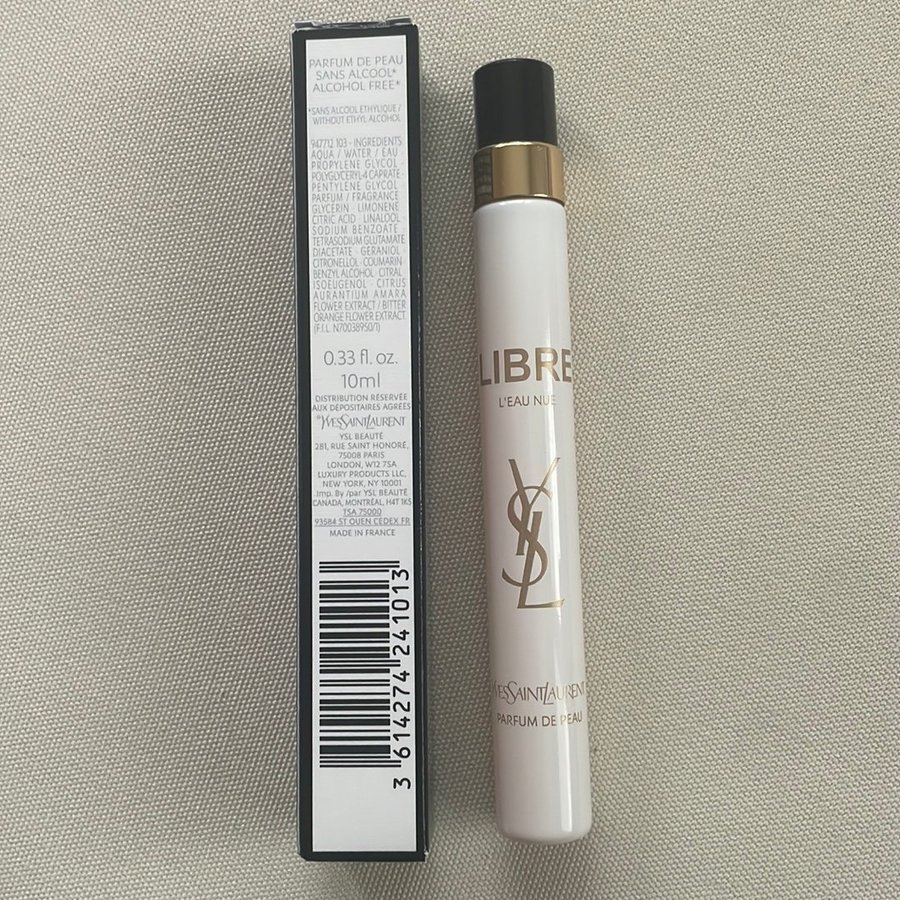 PARFUM DE PEAU
SANS ALCOOL*
ALCOHOL FREE*
*SANS ALCOOL ETHYLIQUE /
WITHOUT ETHYL ALCOHOL
947712 103 - INGREDIENTS
AQUA / WATER / EAU ·
PROPYLENE GLYCOL ·
POLYGLYCERYL-4 CAPRATE ·
PENTYLENE GLYCOL ·
PARFUM / FRAGRANCE
GLYCERIN · LIMONENE
CITRIC ACID · LINALOOL ·
SODIUM BENZOATE ·
TETRASODIUM GLUTAMATE
DIACETATE · GERANIOL ·
CITRONELLOL · COUMARIN
BENZYL ALCOHOL · CITRAL
ISOEUGENOL · CITRUS
AURANTIUM AMARA
FLOWER EXTRACT / BITTER
ORANGE FLOWER EXTRACT
(F.I.L. N70038950/1)
0.33 fl. oz.
10ml
DISTRIBUTION RÉSERVÉE
AUX DÉPOSITAIRES AGRÉÉS
YVESSAINTLAURENT
YSL BEAUTÉ
281, RUE SAINT HONORÉ,
75008 PARIS
LONDON, W12 7SA
LUXURY PRODUCTS LLC,
NEW YORK, NY 10001
Imp. By /par YSL BEAUTÉ
CANADA, MONTRÉAL, H4T 1K5
TSA 75000
93584 ST OUEN CEDEX FR
MADE IN FRANCE
3 614274 241013
LIBRE
L'EAU NUE
YSL
YVESSAINTLAURENT
PARFUM DE PEAU